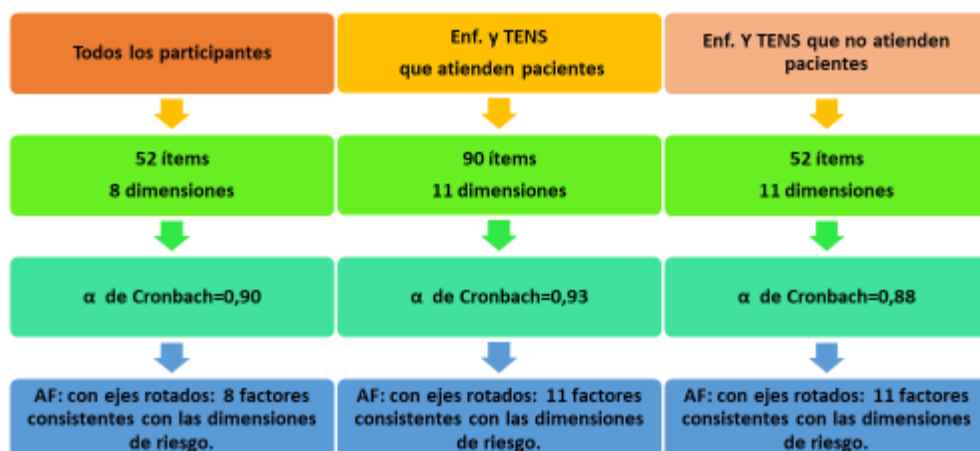 Todos los participantes
Enf. y TENS
que atienden pacientes
Enf. Y TENS que no atienden
pacientes
52 ítems
8 dimensiones
90 ítems
11 dimensiones
52 ítems
11 dimensiones
α de Cronbach=0,90
α de Cronbach=0,93
α de Cronbach=0,88
AF: con ejes rotados: 8 factores
consistentes con las dimensiones
de riesgo.
AF: con ejes rotados: 11 factores
consistentes con las dimensiones
de riesgo.
AF: con ejes rotados: 11 factores
consistentes con las dimensiones
de riesgo.